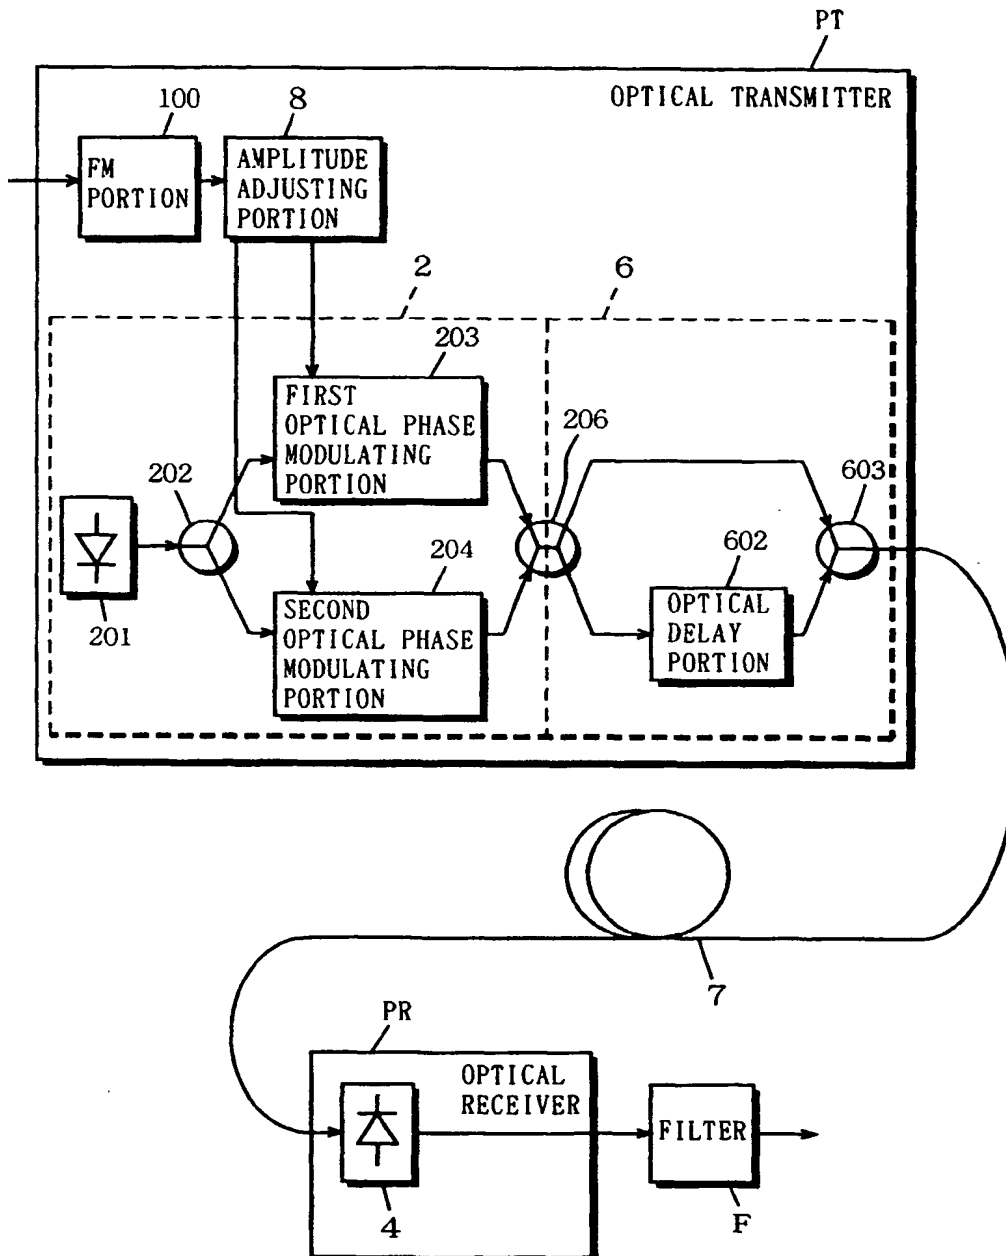 PT
OPTICAL TRANSMITTER
100
8
FM
PORTION
AMPLITUDE
ADJUSTING
PORTION
2
6
203
FIRST
OPTICAL PHASE
MODULATING
PORTION
206
202
603
201
204
SECOND
OPTICAL PHASE
MODULATING
PORTION
602
OPTICAL
DELAY
PORTION
7
PR
OPTICAL
RECEIVER
4
FILTER
F